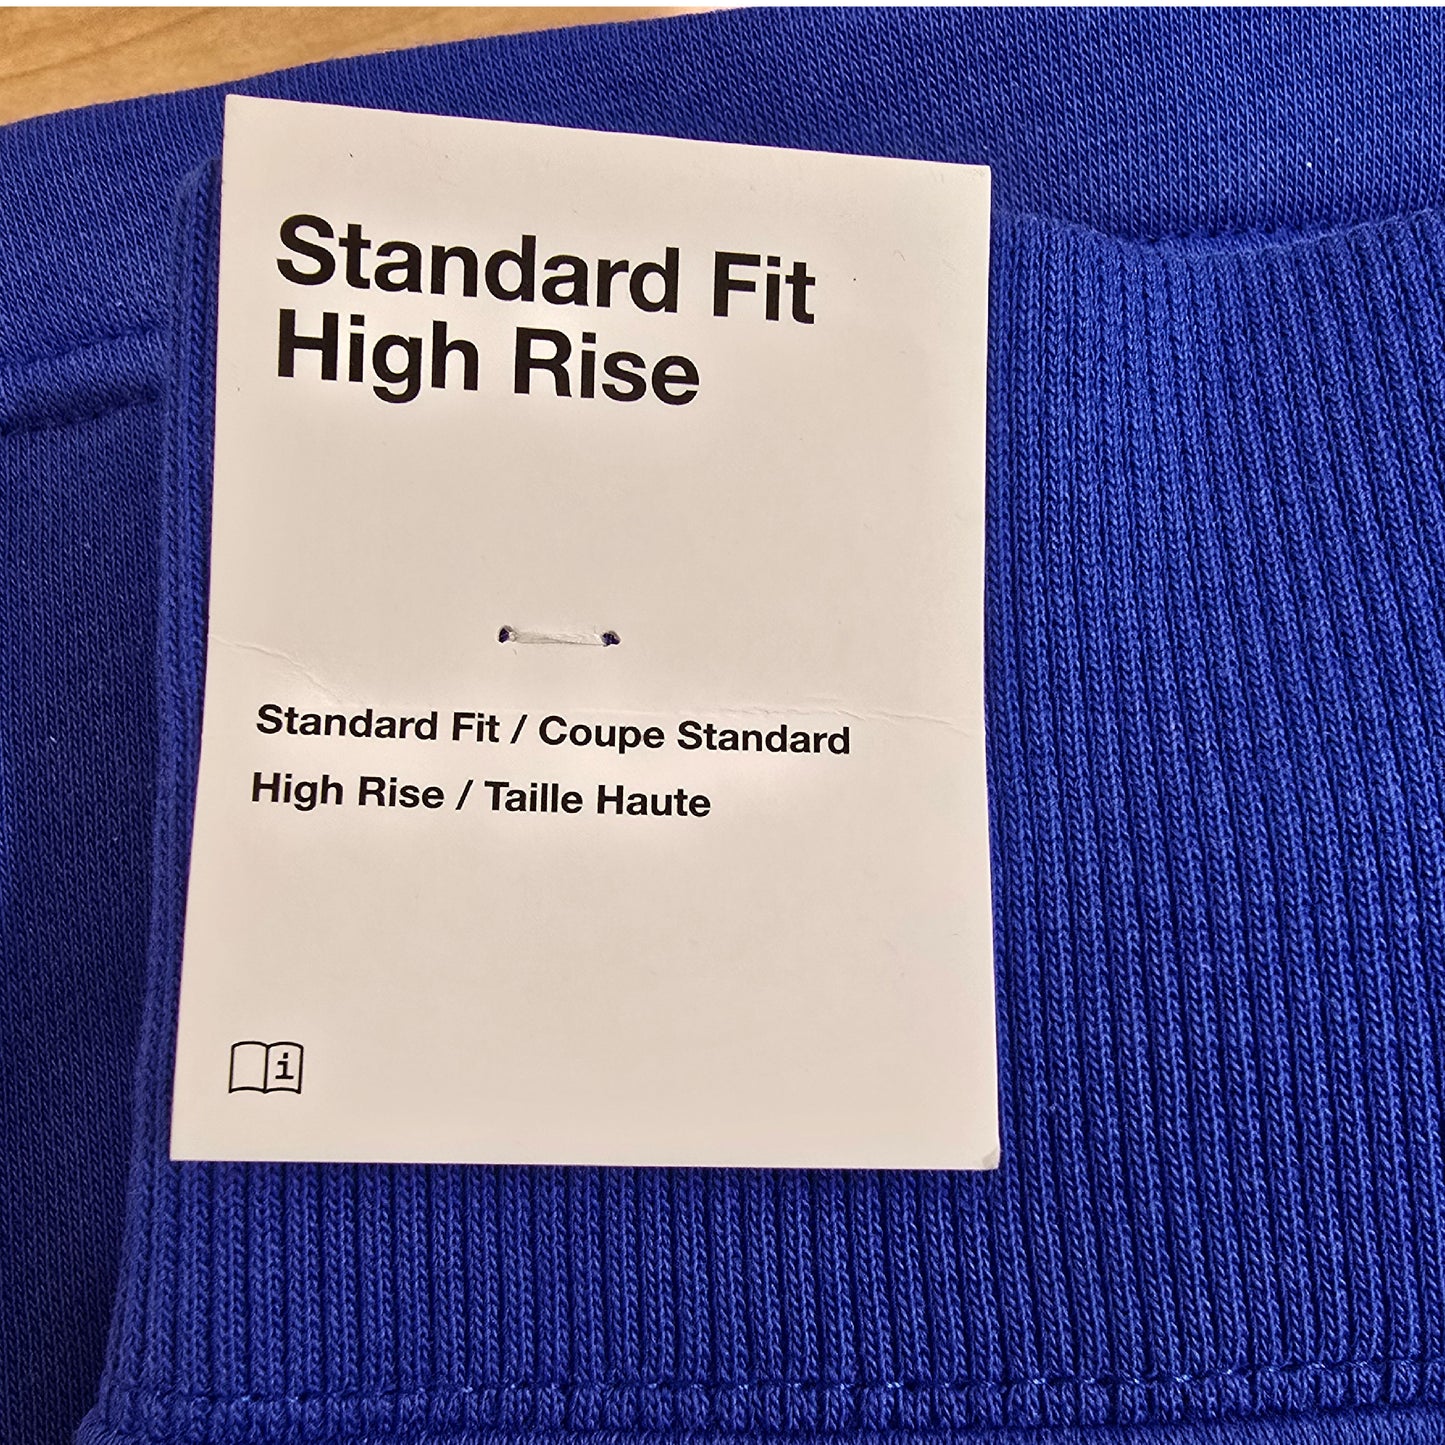 Standard Fit
High Rise
Standard Fit / Coupe Standard
High Rise / Taille Haute
i